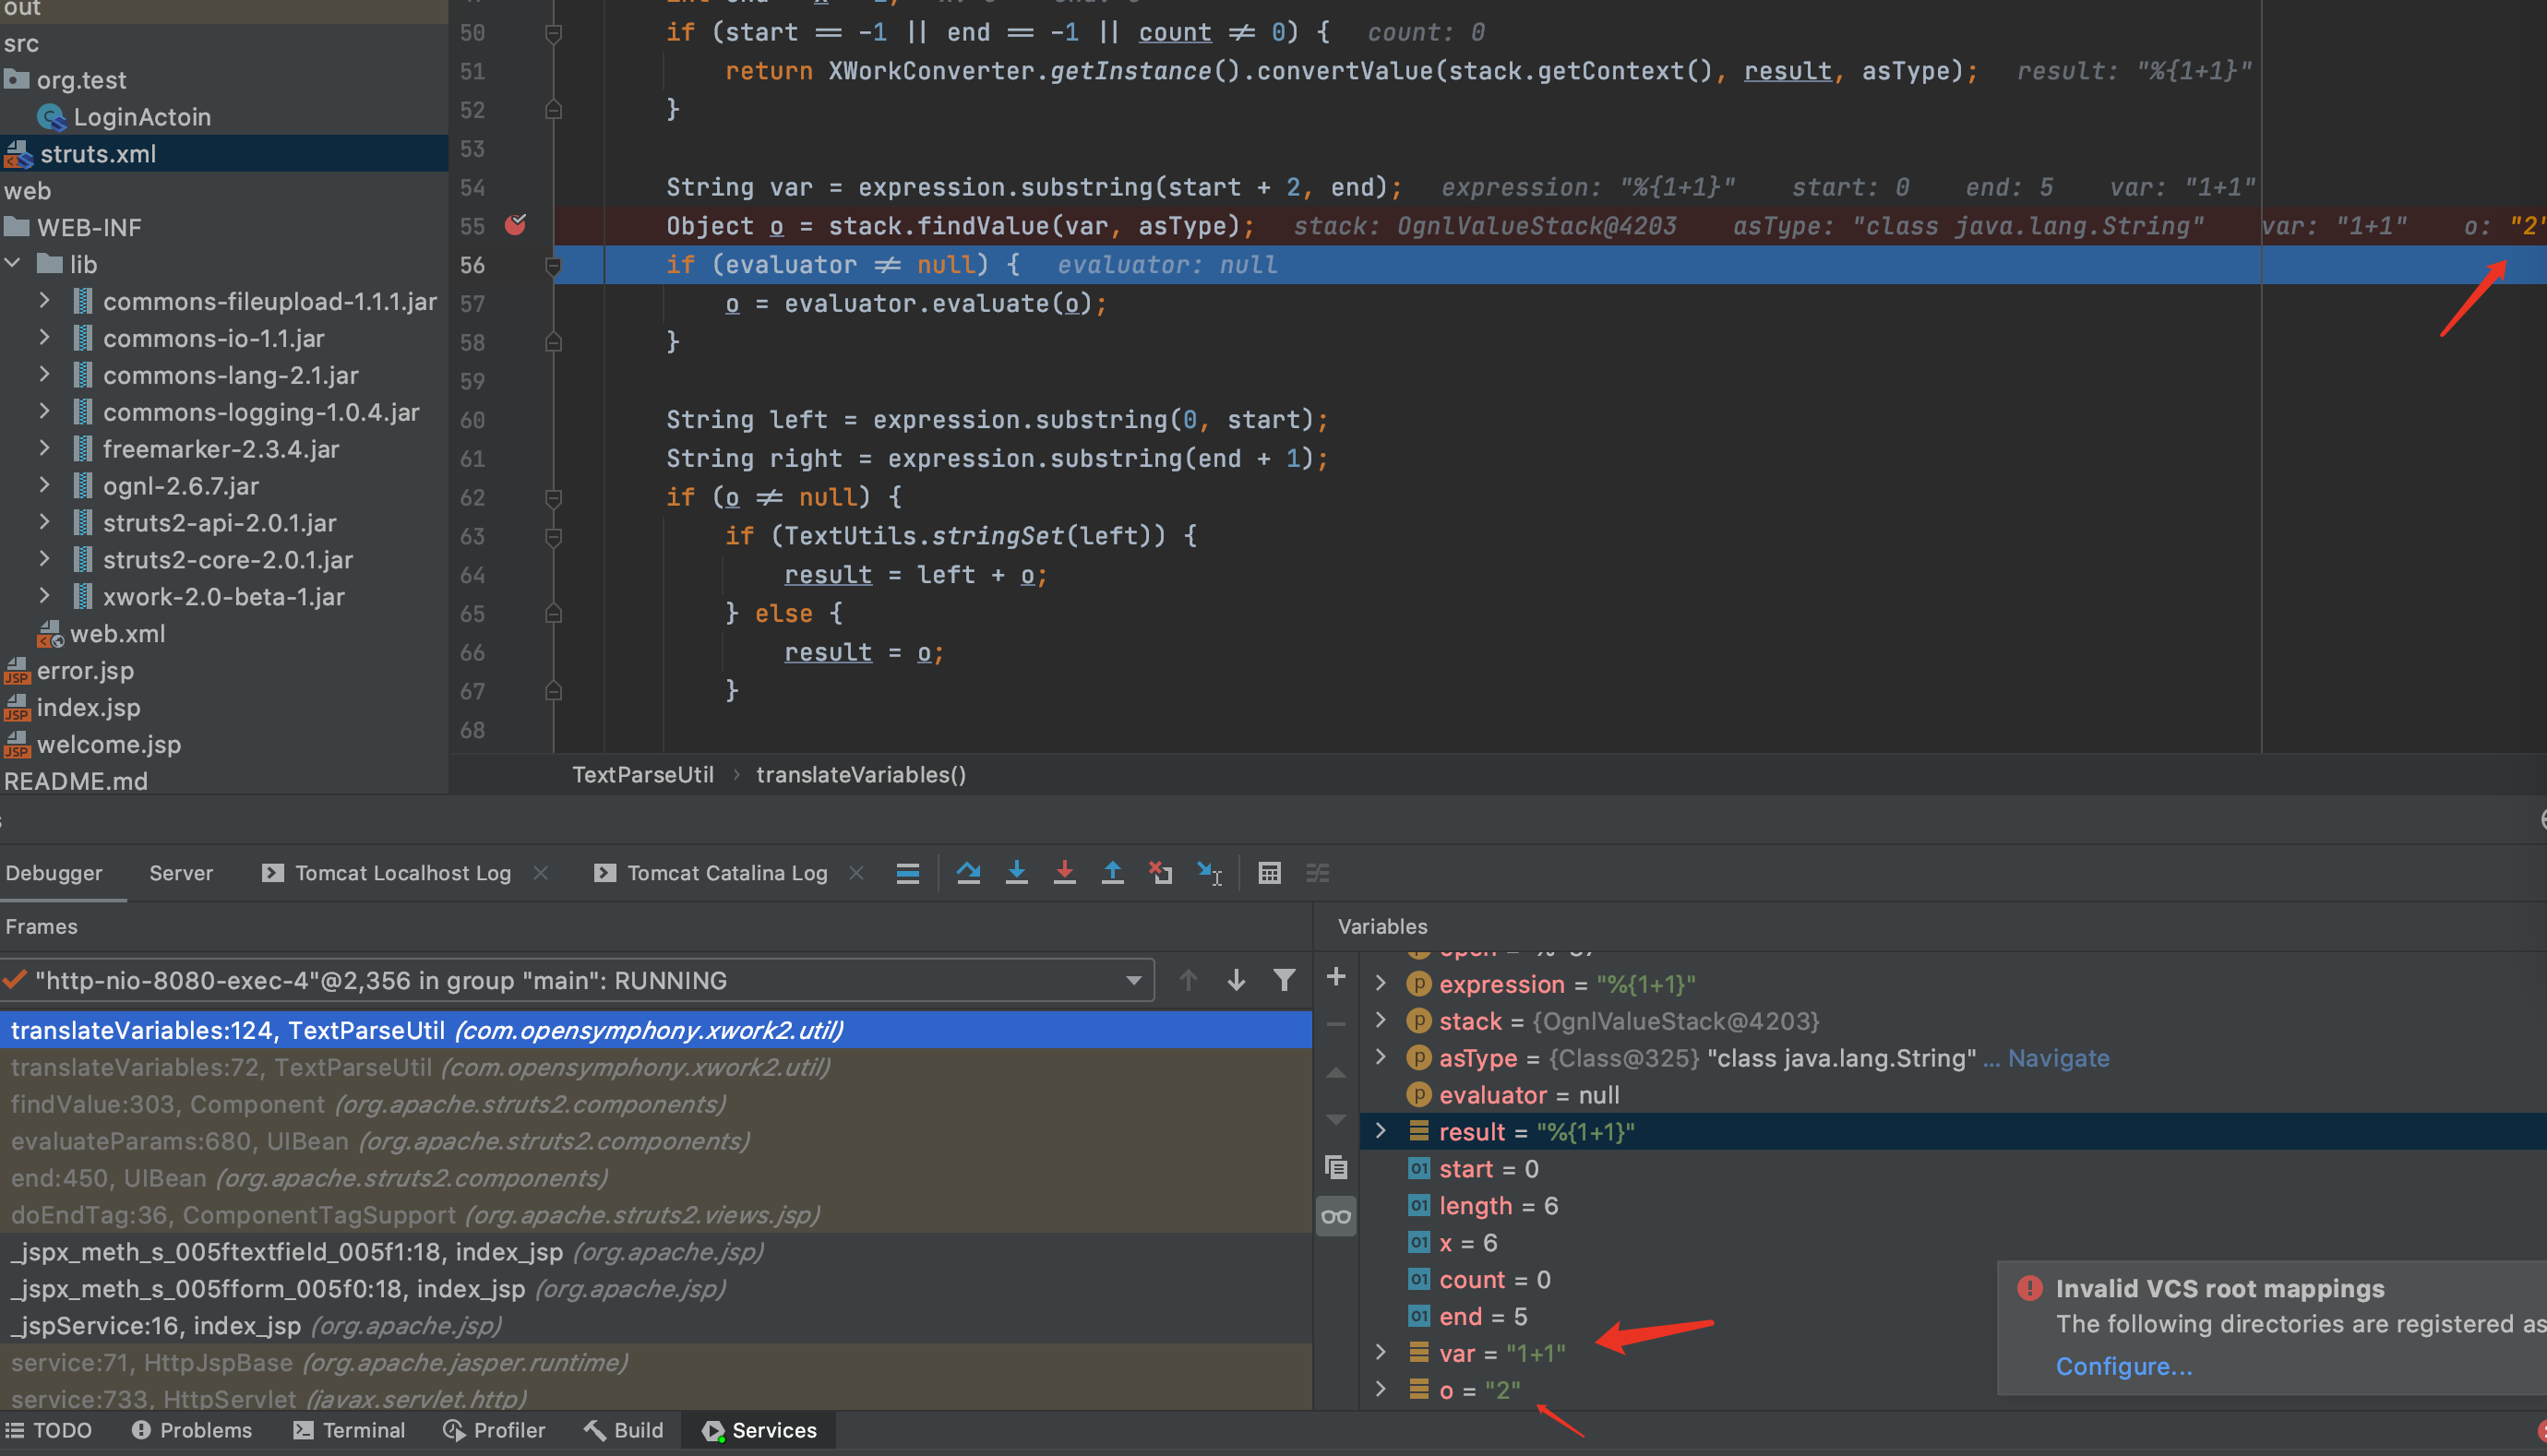 out
src
org.test
LoginActoin
struts.xml
web
WEB-INF
lib
commons-fileupload-1.1.1.jar
commons-io-1.1.jar
commons-lang-2.1.jar
commons-logging-1.0.4.jar
freemarker-2.3.4.jar
ognl-2.6.7.jar
struts2-api-2.0.1.jar
struts2-core-2.0.1.jar
xwork-2.0-beta-1.jar
web.xml
error.jsp
index.jsp
welcome.jsp
README.md
50 if (start == -1 || end == -1 || count ≠ 0) { count: 0
51 return XWorkConverter.getInstance().convertValue(stack.getContext(), result, asType); result: "%{1+1}"
52 }
53
54 String var = expression.substring(start + 2, end); expression: "%{1+1}" start: 0 end: 5 var: "1+1"
55 Object o = stack.findValue(var, asType); stack: OgnlValueStack@4203 asType: "class java.lang.String" var: "1+1" o: "2"
56 if (evaluator ≠ null) { evaluator: null
57 o = evaluator.evaluate(o);
58 }
59
60 String left = expression.substring(0, start);
61 String right = expression.substring(end + 1);
62 if (o ≠ null) {
63 if (TextUtils.stringSet(left)) {
64 result = left + o;
65 } else {
66 result = o;
67 }
68
TextParseUtil › translateVariables()
Debugger Server Tomcat Localhost Log Tomcat Catalina Log
Frames
"http-nio-8080-exec-4"@2,356 in group "main": RUNNING
translateVariables:124, TextParseUtil (com.opensymphony.xwork2.util)
translateVariables:72, TextParseUtil (com.opensymphony.xwork2.util)
findValue:303, Component (org.apache.struts2.components)
evaluateParams:680, UIBean (org.apache.struts2.components)
end:450, UIBean (org.apache.struts2.components)
doEndTag:36, ComponentTagSupport (org.apache.struts2.views.jsp)
_jspx_meth_s_005ftextfield_005f1:18, index_jsp (org.apache.jsp)
_jspx_meth_s_005fform_005f0:18, index_jsp (org.apache.jsp)
_jspService:16, index_jsp (org.apache.jsp)
service:71, HttpJspBase (org.apache.jasper.runtime)
service:733, HttpServlet (javax.servlet.http)
Variables
expression = "%{1+1}"
stack = {OgnlValueStack@4203}
asType = {Class@325} "class java.lang.String" ... Navigate
evaluator = null
result = "%{1+1}"
start = 0
length = 6
x = 6
count = 0
end = 5
var = "1+1"
o = "2"
Invalid VCS root mappings
The following directories are registered as
Configure...
TODO Problems Terminal Profiler Build Services